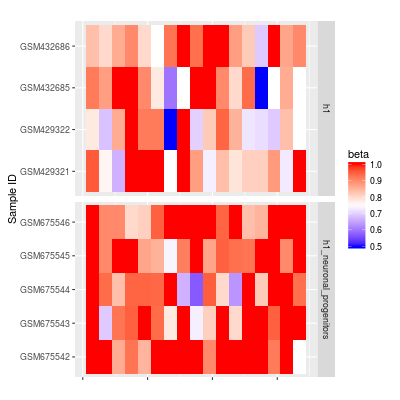 Sample ID
GSM432686
GSM432685
GSM429322
GSM429321
h1
GSM675546
GSM675545
GSM675544
GSM675543
GSM675542
h1_neuronal_progenitors
beta
1.0
0.9
0.8
0.7
0.6
0.5